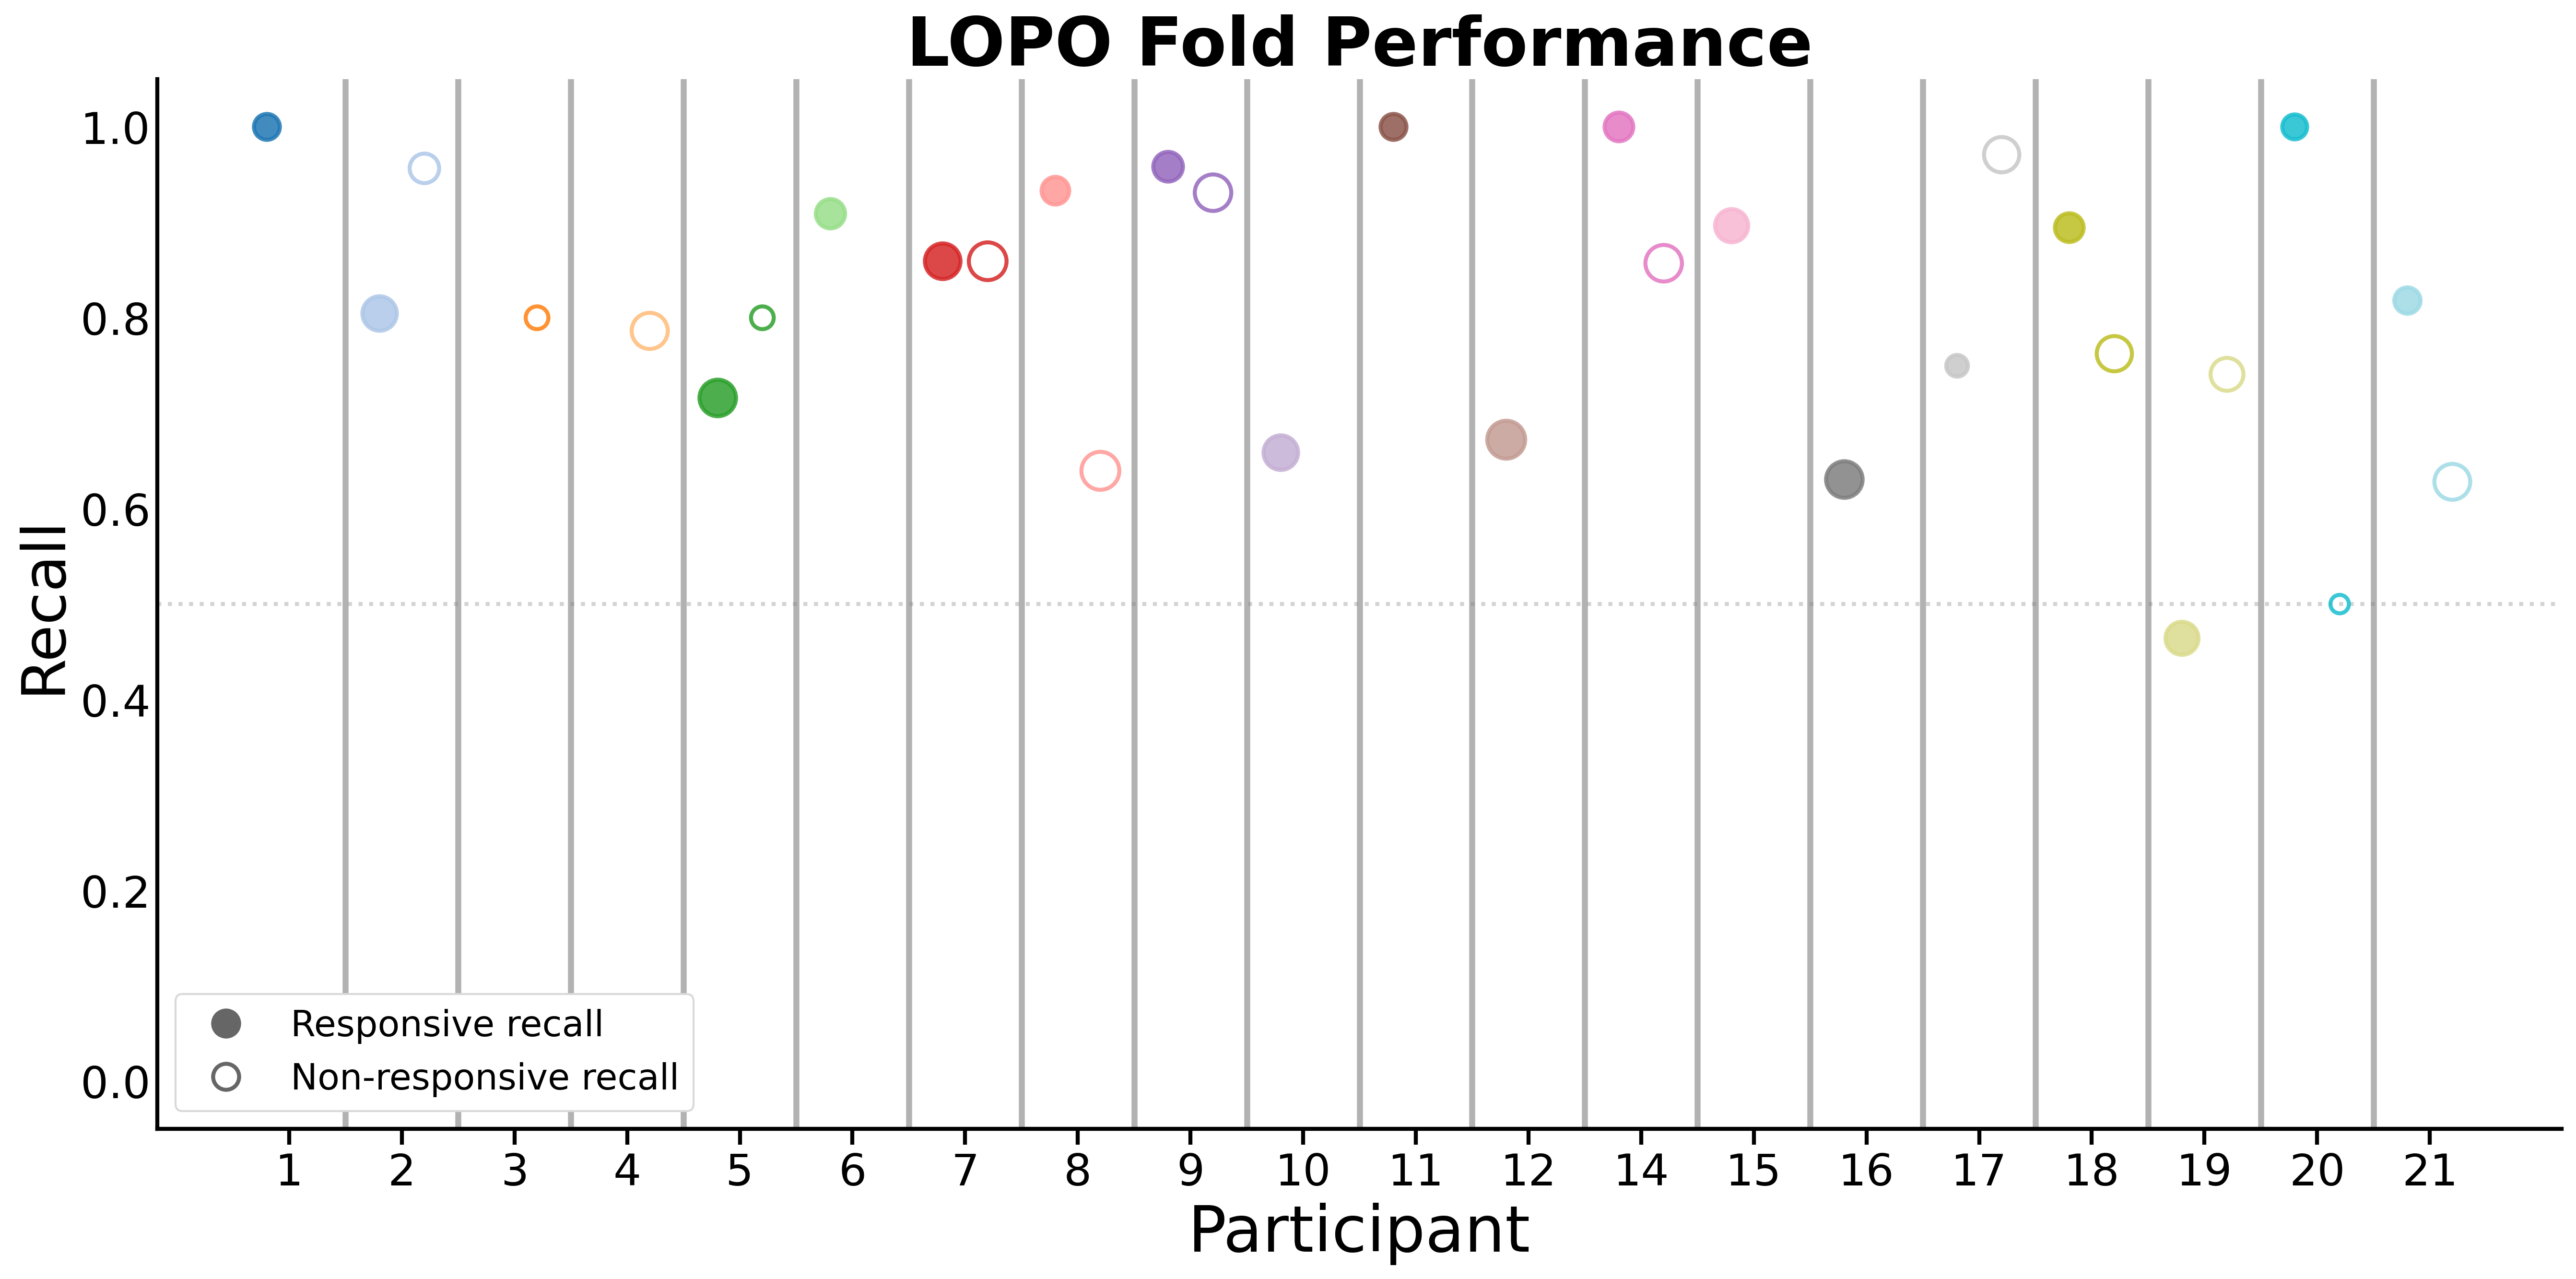 LOPO Fold Performance
1.0
0.8
0.6
0.4
0.2
0.0
Recall
Responsive recall
Non-responsive recall
1 2 3 4 5 6 7 8 9 10 11 12 14 15 16 17 18 19 20 21
Participant